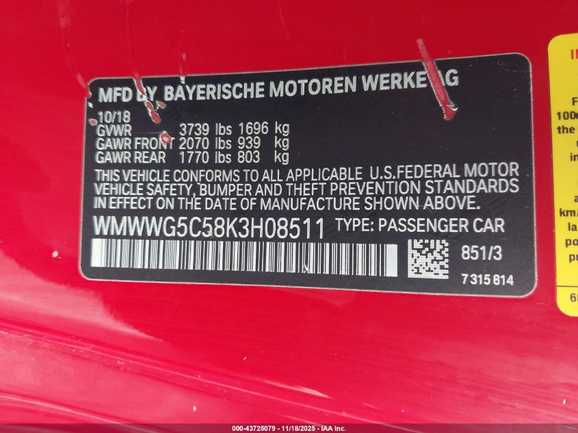 MFD BY BAYERISCHE MOTOREN WERKE AG
10/18
GVWR 3739 lbs 1696 kg
GAWR FRONT 2070 lbs 939 kg
GAWR REAR 1770 lbs 803 kg
THIS VEHICLE CONFORMS TO ALL APPLICABLE U.S.FEDERAL MOTOR
VEHICLE SAFETY, BUMPER AND THEFT PREVENTION STANDARDS
IN EFFECT ON THE DATE OF MANUFACTURE SHOWN ABOVE.
WMWWG5C58K3H08511 TYPE: PASSENGER CAR
851/3
7 315 814
000-43725079 - 11/18/2025 - IAA Inc.